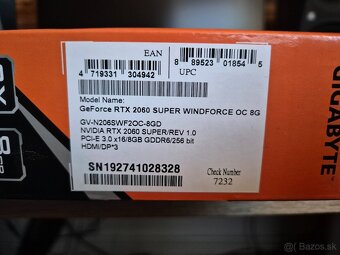 EAN
4 719331 304942
8 89523 01854 5
UPC
Model Name:
GeForce RTX 2060 SUPER WINDFORCE OC 8G
GV-N206SWF2OC-8GD
NVIDIA RTX 2060 SUPER/REV 1.0
PCI-E 3.0 x16/8GB GDDR6/256 bit
HDMI/DP*3
SN192741028328
Check Number
7232
GIGABYTE
bazos.sk